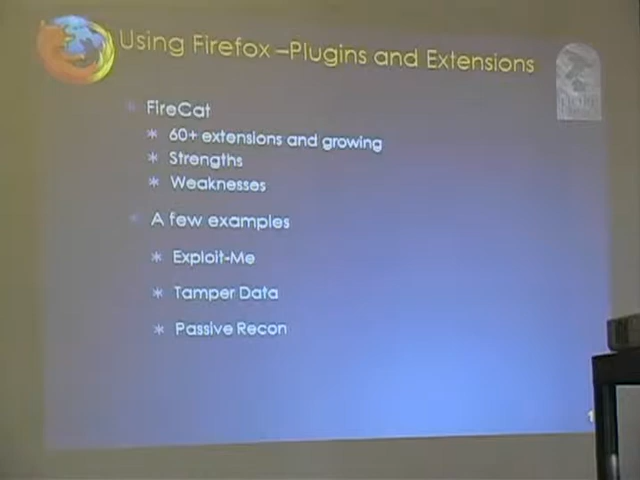 Using Firefox –Plugins and Extensions
FireCat
60+ extensions and growing
Strengths
Weaknesses
A few examples
Exploit-Me
Tamper Data
Passive Recon